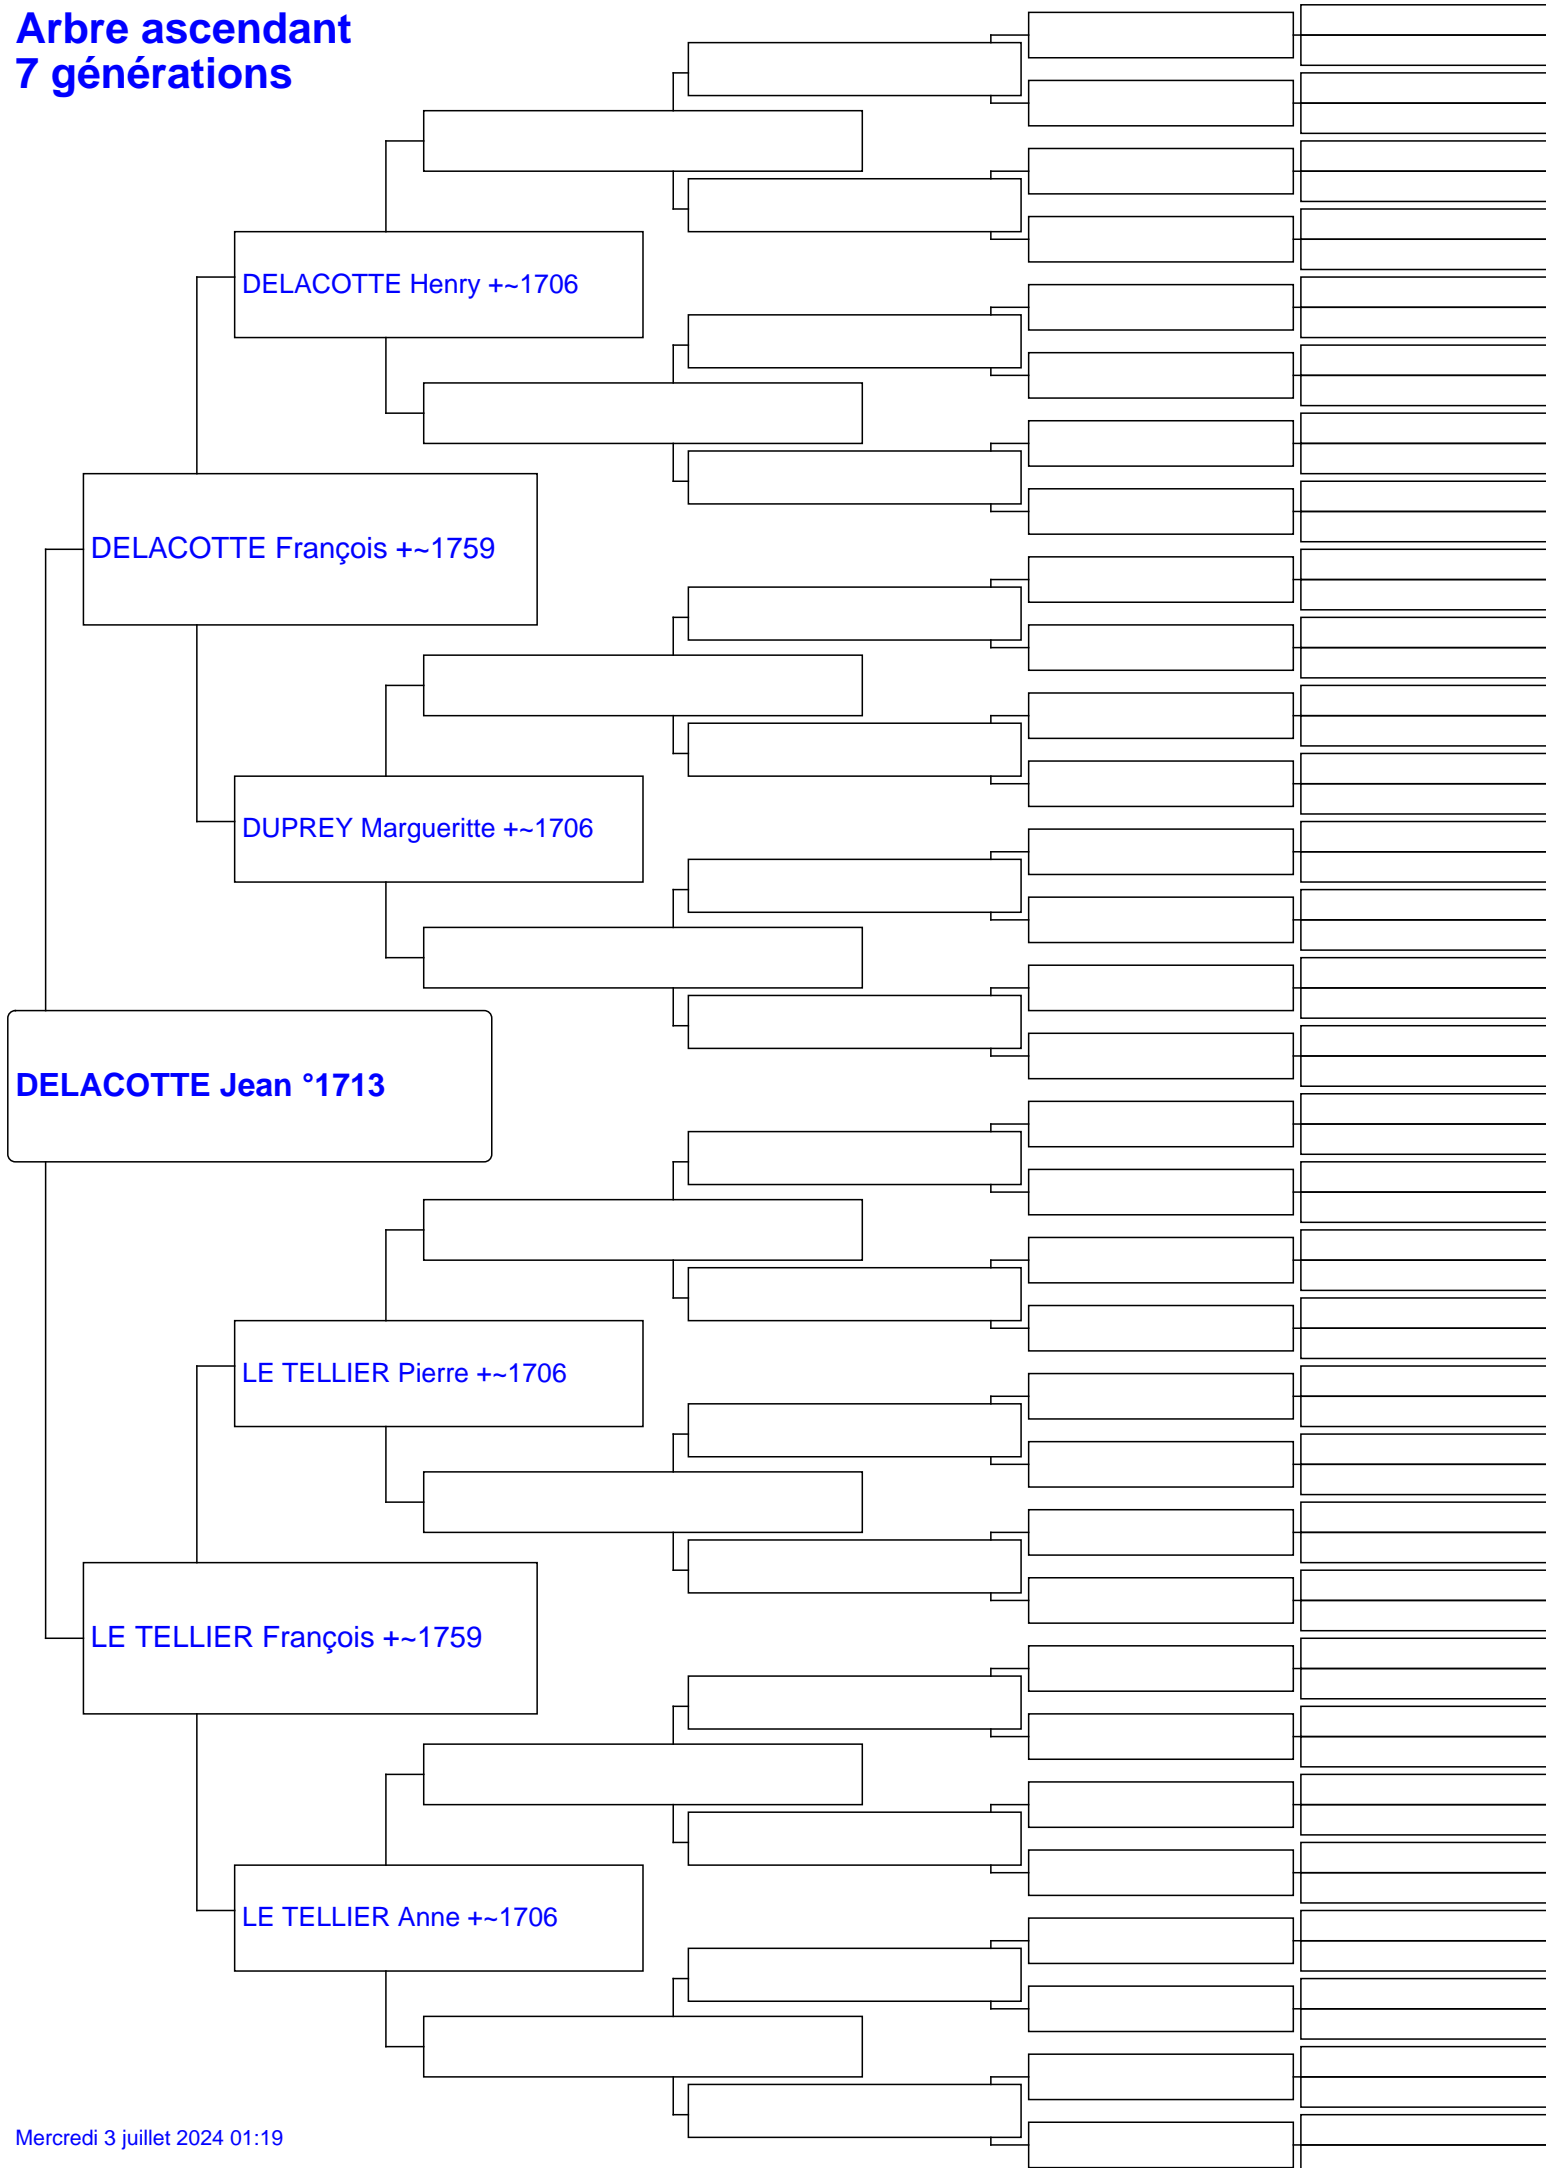 Arbre ascendant
7 générations
DELACOTTE Henry +~1706
DELACOTTE François +~1759
DUPREY Margueritte +~1706
DELACOTTE Jean °1713
LE TELLIER Pierre +~1706
LE TELLIER François +~1759
LE TELLIER Anne +~1706
Mercredi 3 juillet 2024 01:19